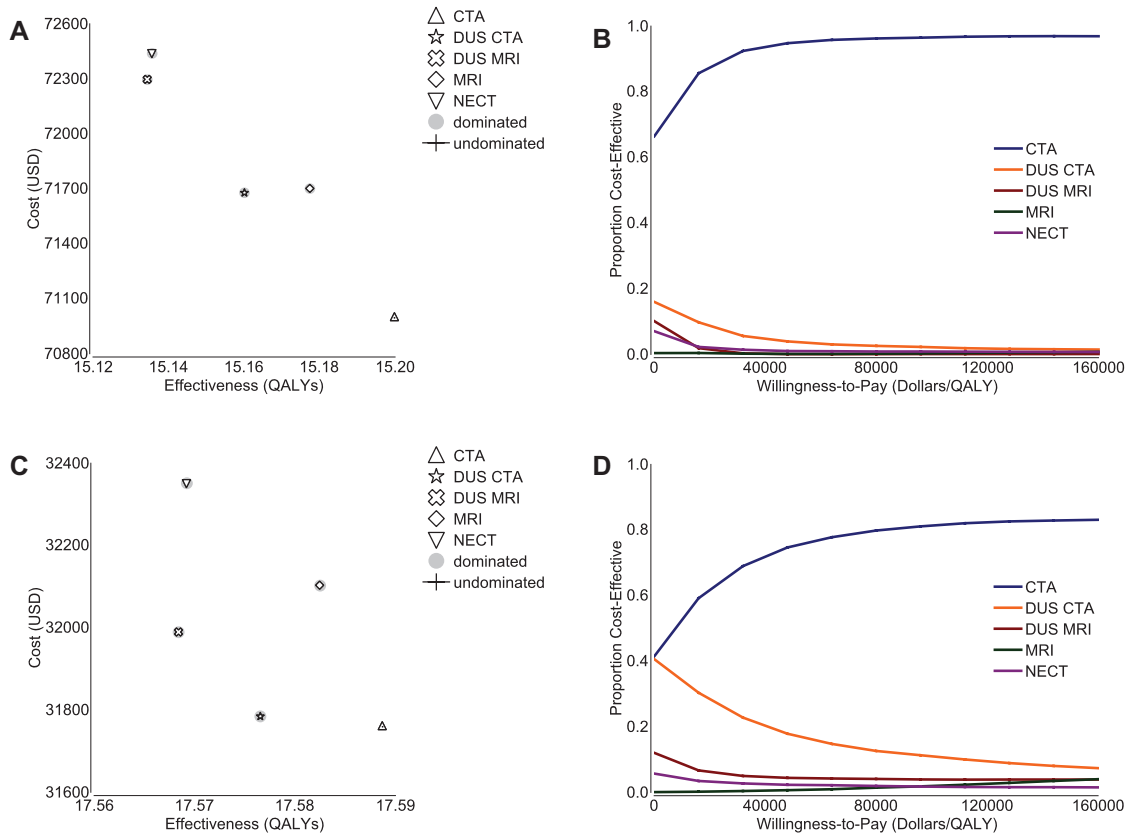 A
72600
72300
72000
71700
71400
71100
70800
Cost (USD)
15.12
15.14
15.16
15.18
15.20
Effectiveness (QALYs)
CTA
DUS CTA
DUS MRI
MRI
NECT
dominated
undominated
B
1.0
0.8
0.6
0.4
0.2
0.0
Proportion Cost-Effective
0
40000
80000
120000
160000
Willingness-to-Pay (Dollars/QALY)
CTA
DUS CTA
DUS MRI
MRI
NECT
C
32400
32200
32000
31800
31600
Cost (USD)
17.56
17.57
17.58
17.59
Effectiveness (QALYs)
CTA
DUS CTA
DUS MRI
MRI
NECT
dominated
undominated
D
1.0
0.8
0.6
0.4
0.2
0.0
Proportion Cost-Effective
0
40000
80000
120000
160000
Willingness-to-Pay (Dollars/QALY)
CTA
DUS CTA
DUS MRI
MRI
NECT